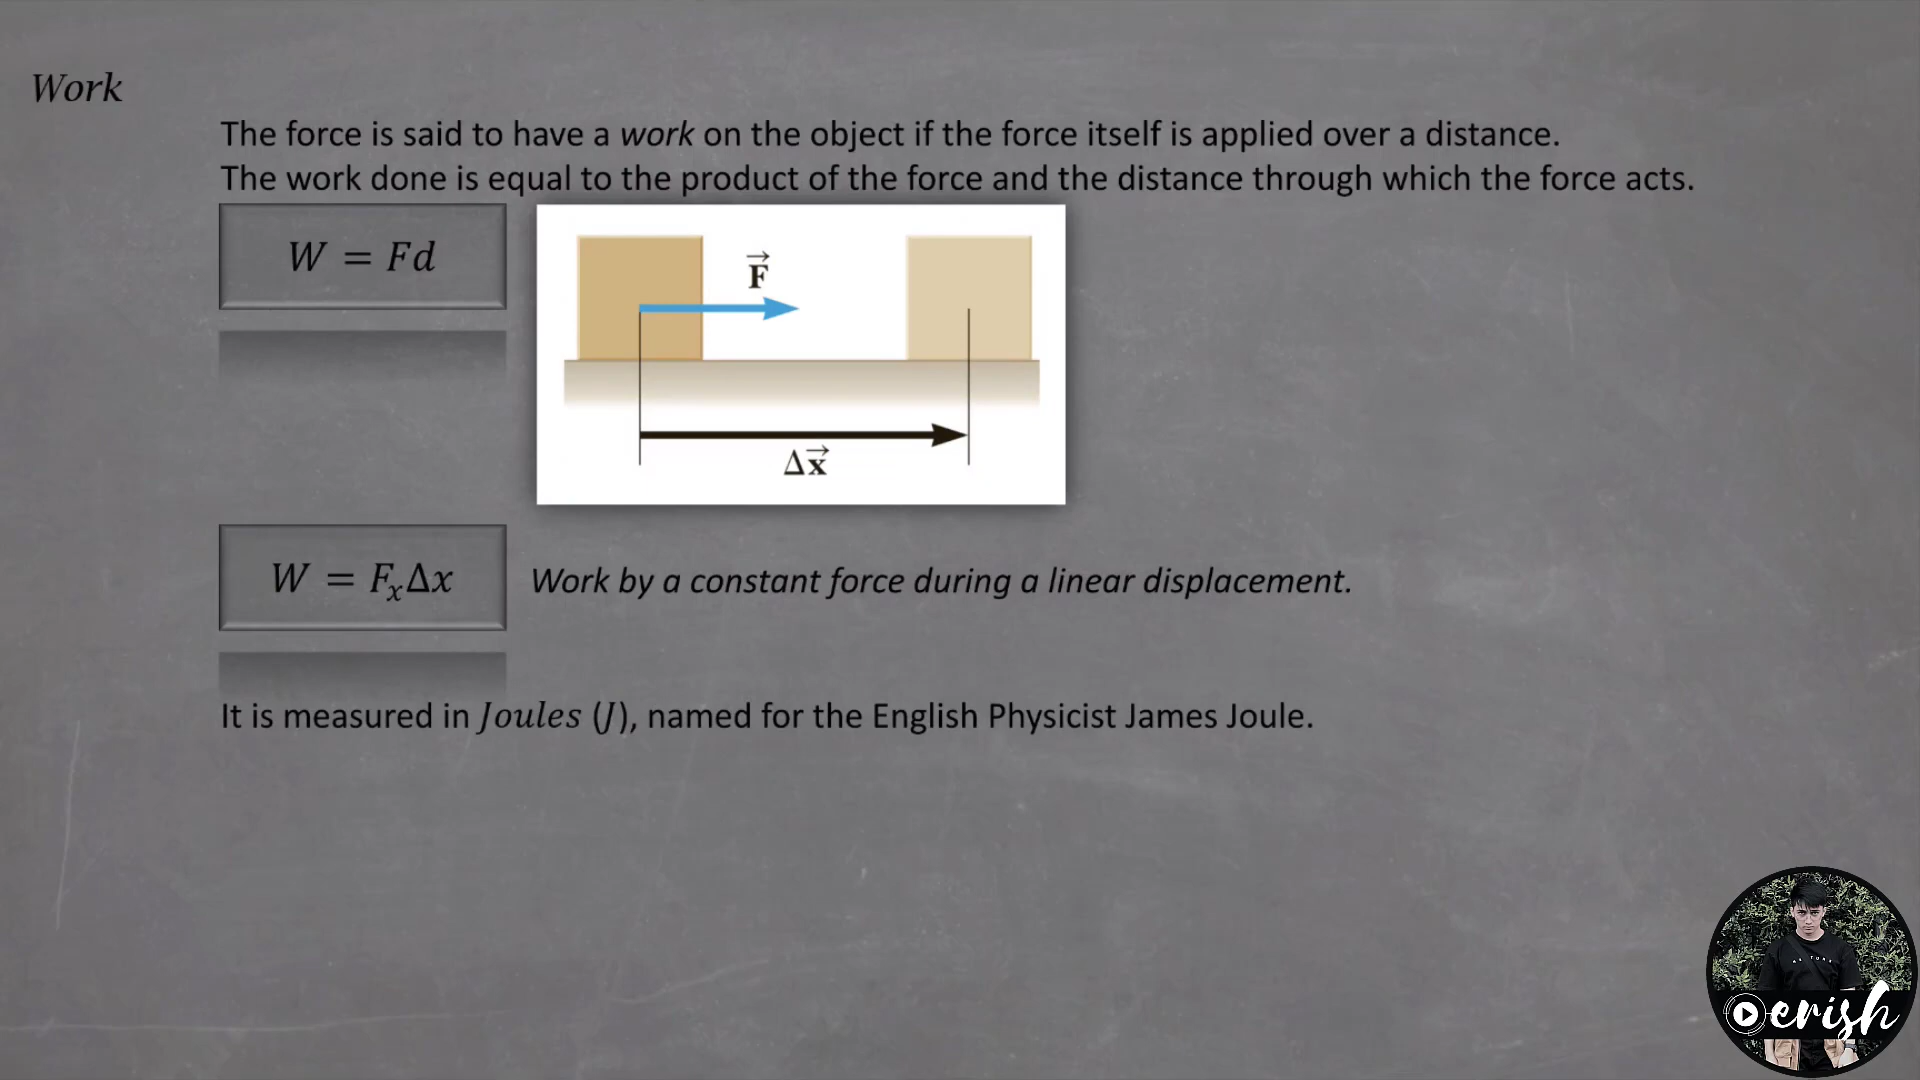 Work
The force is said to have a work on the object if the force itself is applied over a distance.
The work done is equal to the product of the force and the distance through which the force acts.
W = Fd
F⃗
Δx⃗
W = FₓΔx
Work by a constant force during a linear displacement.
It is measured in Joules (J), named for the English Physicist James Joule.
erish